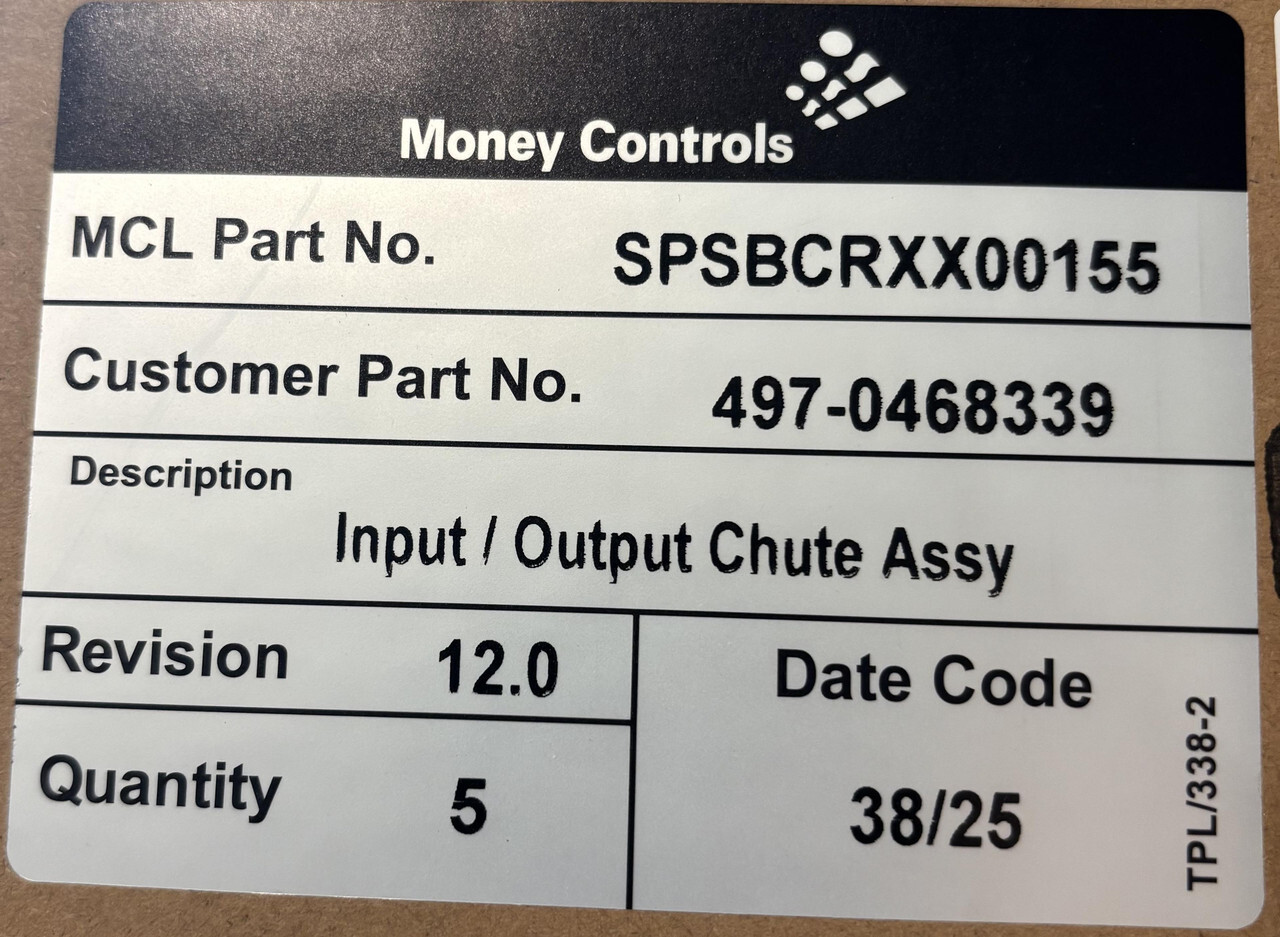 Money Controls
MCL Part No. SPSBCRXX00155
Customer Part No. 497-0468339
Description
Input / Output Chute Assy
Revision 12.0
Quantity 5
Date Code
38/25
TPL/338-2